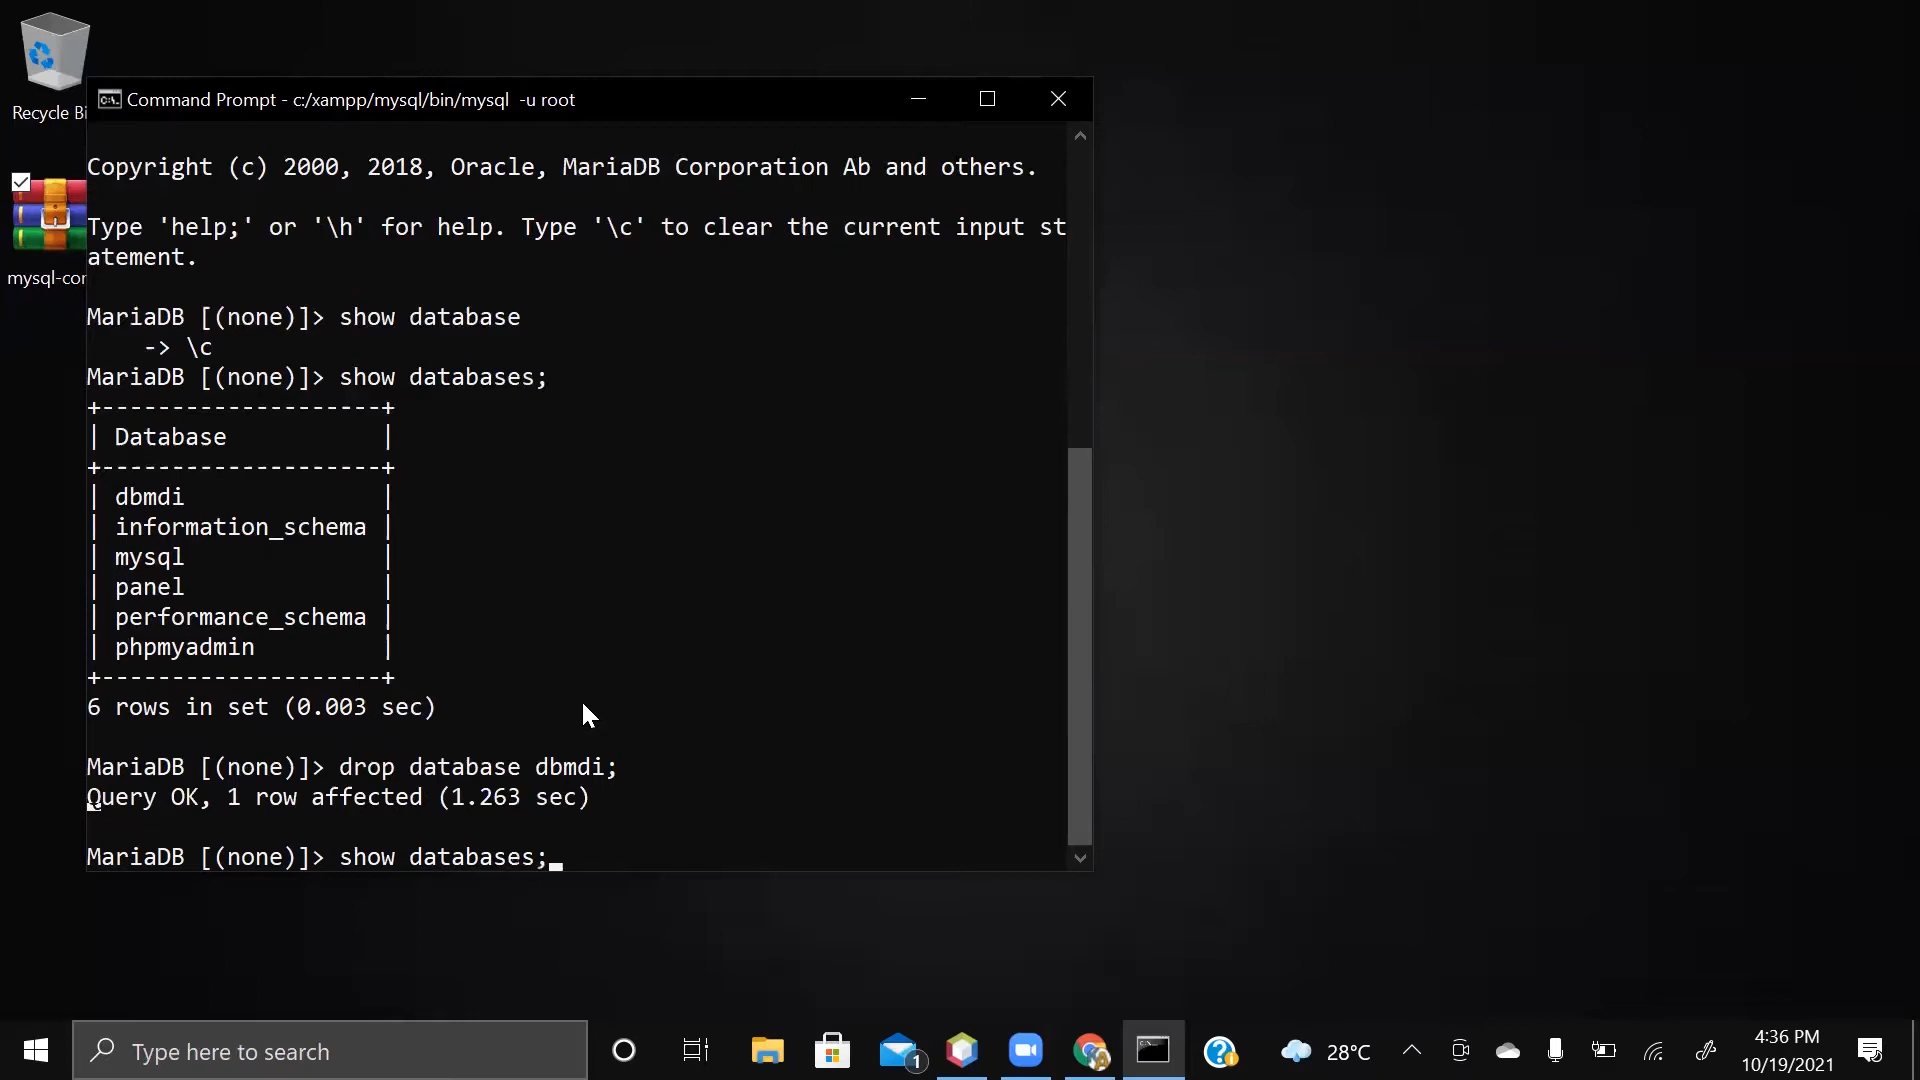 Recycle Bi
mysql-cor
Command Prompt - c:/xampp/mysql/bin/mysql  -u root
Copyright (c) 2000, 2018, Oracle, MariaDB Corporation Ab and others.
Type 'help;' or '\h' for help. Type '\c' to clear the current input st
atement.
MariaDB [(none)]> show database
    -> \c
MariaDB [(none)]> show databases;
+--------------------+
| Database           |
+--------------------+
| dbmdi              |
| information_schema |
| mysql              |
| panel              |
| performance_schema |
| phpmyadmin         |
+--------------------+
6 rows in set (0.003 sec)
MariaDB [(none)]> drop database dbmdi;
Query OK, 1 row affected (1.263 sec)
MariaDB [(none)]> show databases;
Type here to search
1
28°C
4:36 PM
10/19/2021